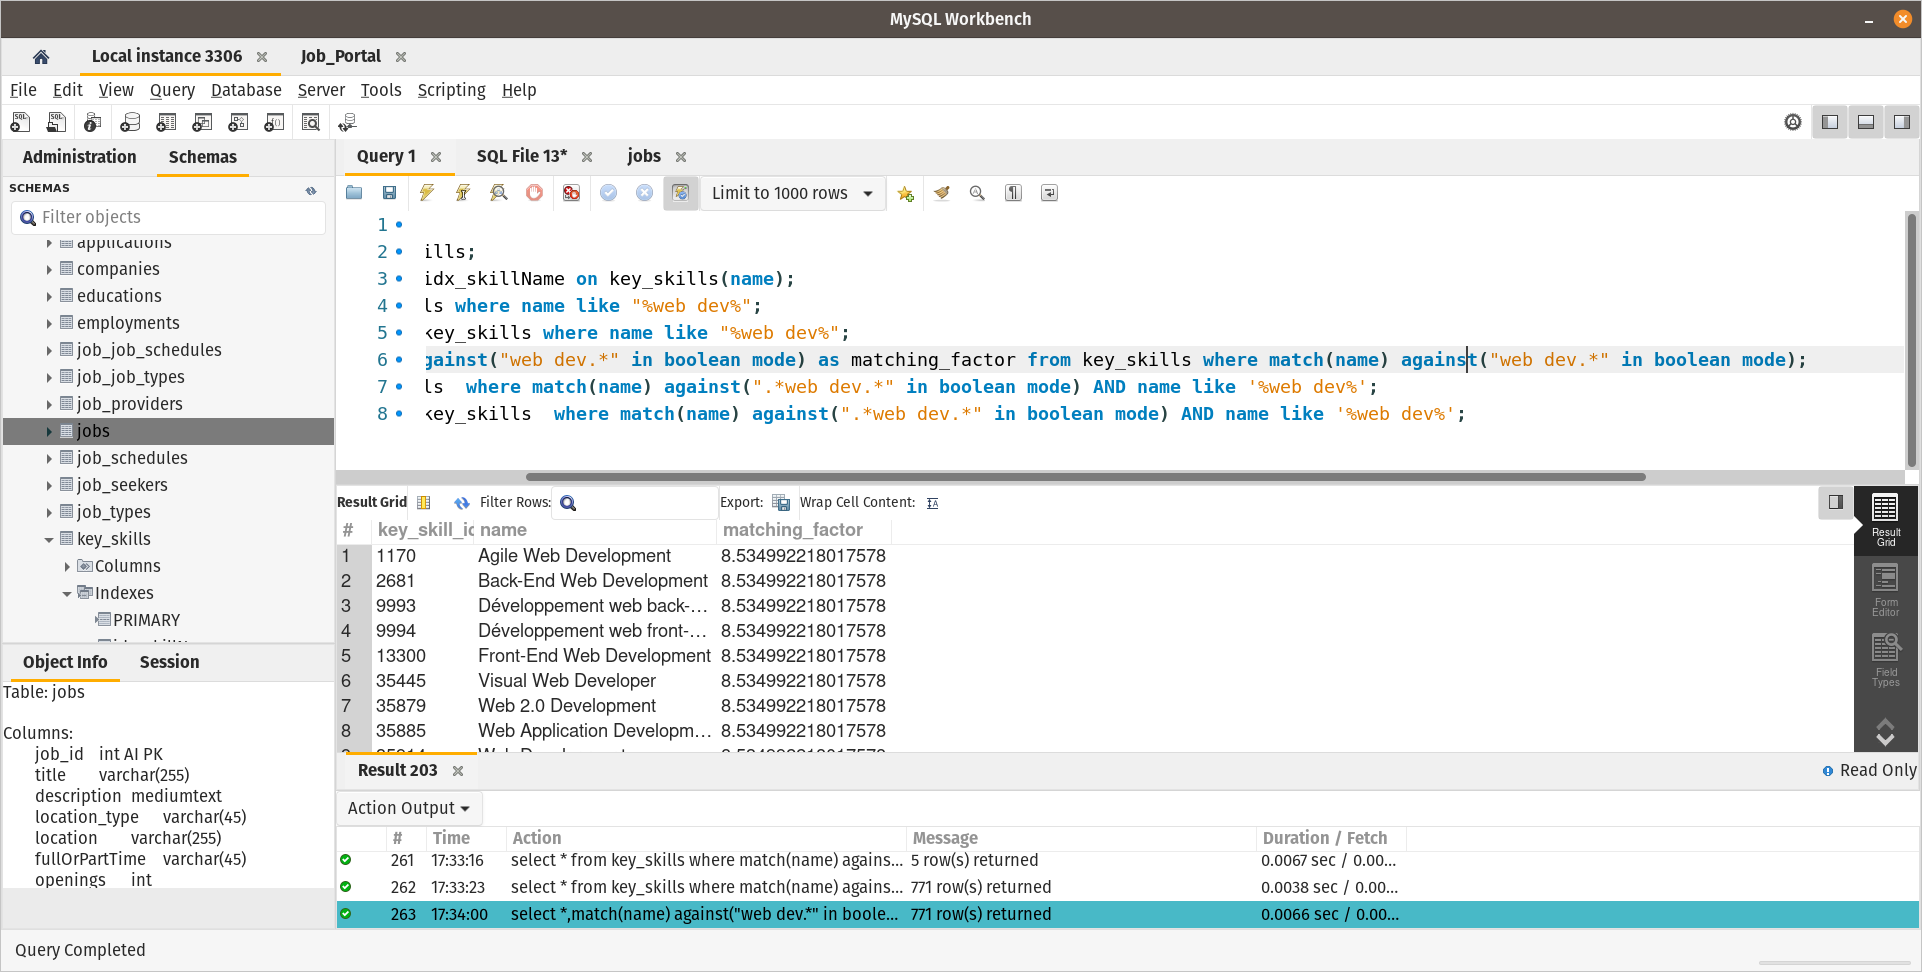 MySQL Workbench
Local instance 3306 Job_Portal
File Edit View Query Database Server Tools Scripting Help
Administration Schemas
SCHEMAS
Filter objects
applications
companies
educations
employments
job_job_schedules
job_job_types
job_providers
jobs
job_schedules
job_seekers
job_types
key_skills
Columns
Indexes
PRIMARY
Object Info Session
Table: jobs
Columns:
job_id int AI PK
title varchar(255)
description mediumtext
location_type varchar(45)
location varchar(255)
fullOrPartTime varchar(45)
openings int
Query 1 SQL File 13* jobs
Limit to 1000 rows
1
2 ills;
3 idx_skillName on key_skills(name);
4 ls where name like "%web dev%";
5 key_skills where name like "%web dev%";
6 gainst("web dev.*" in boolean mode) as matching_factor from key_skills where match(name) against("web dev.*" in boolean mode);
7 ls  where match(name) against(".*web dev.*" in boolean mode) AND name like '%web dev%';
8 key_skills  where match(name) against(".*web dev.*" in boolean mode) AND name like '%web dev%';
Result Grid Filter Rows: Export: Wrap Cell Content:
# key_skill_id name matching_factor
1 1170 Agile Web Development 8.534992218017578
2 2681 Back-End Web Development 8.534992218017578
3 9993 Développement web back-... 8.534992218017578
4 9994 Développement web front-... 8.534992218017578
5 13300 Front-End Web Development 8.534992218017578
6 35445 Visual Web Developer 8.534992218017578
7 35879 Web 2.0 Development 8.534992218017578
8 35885 Web Application Developm... 8.534992218017578
Result Grid
Form Editor
Field Types
Result 203 Read Only
Action Output
# Time Action Message Duration / Fetch
261 17:33:16 select * from key_skills where match(name) agains... 5 row(s) returned 0.0067 sec / 0.00...
262 17:33:23 select * from key_skills where match(name) agains... 771 row(s) returned 0.0038 sec / 0.00...
263 17:34:00 select *,match(name) against("web dev.*" in boole... 771 row(s) returned 0.0066 sec / 0.00...
Query Completed